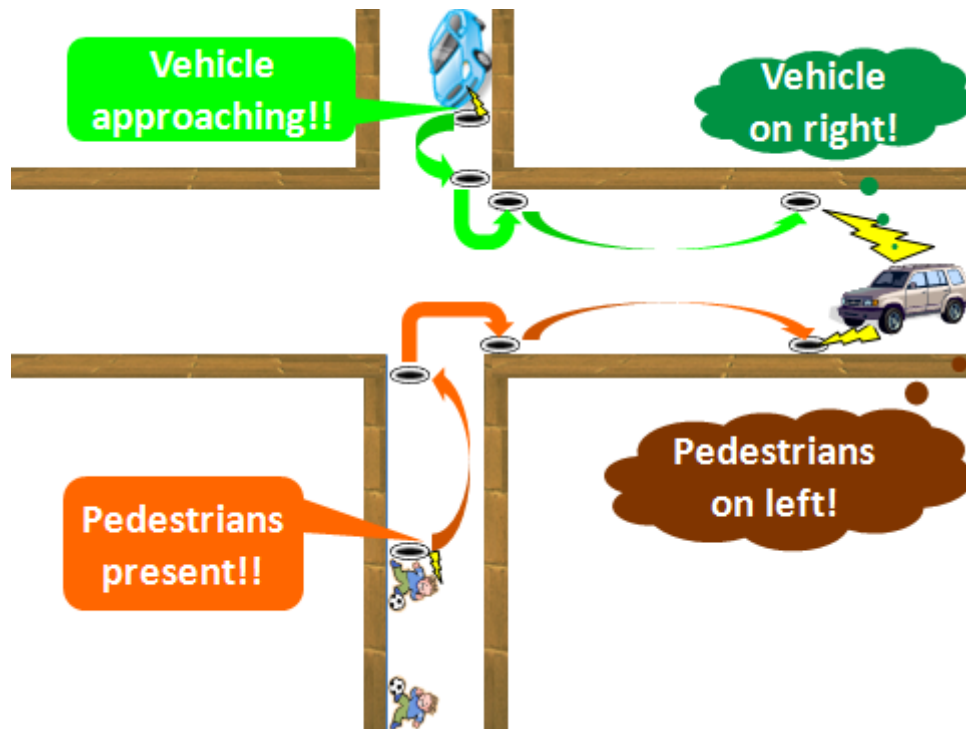 Vehicle
approaching!!
Vehicle
on right!
Pedestrians
on left!
Pedestrians
present!!